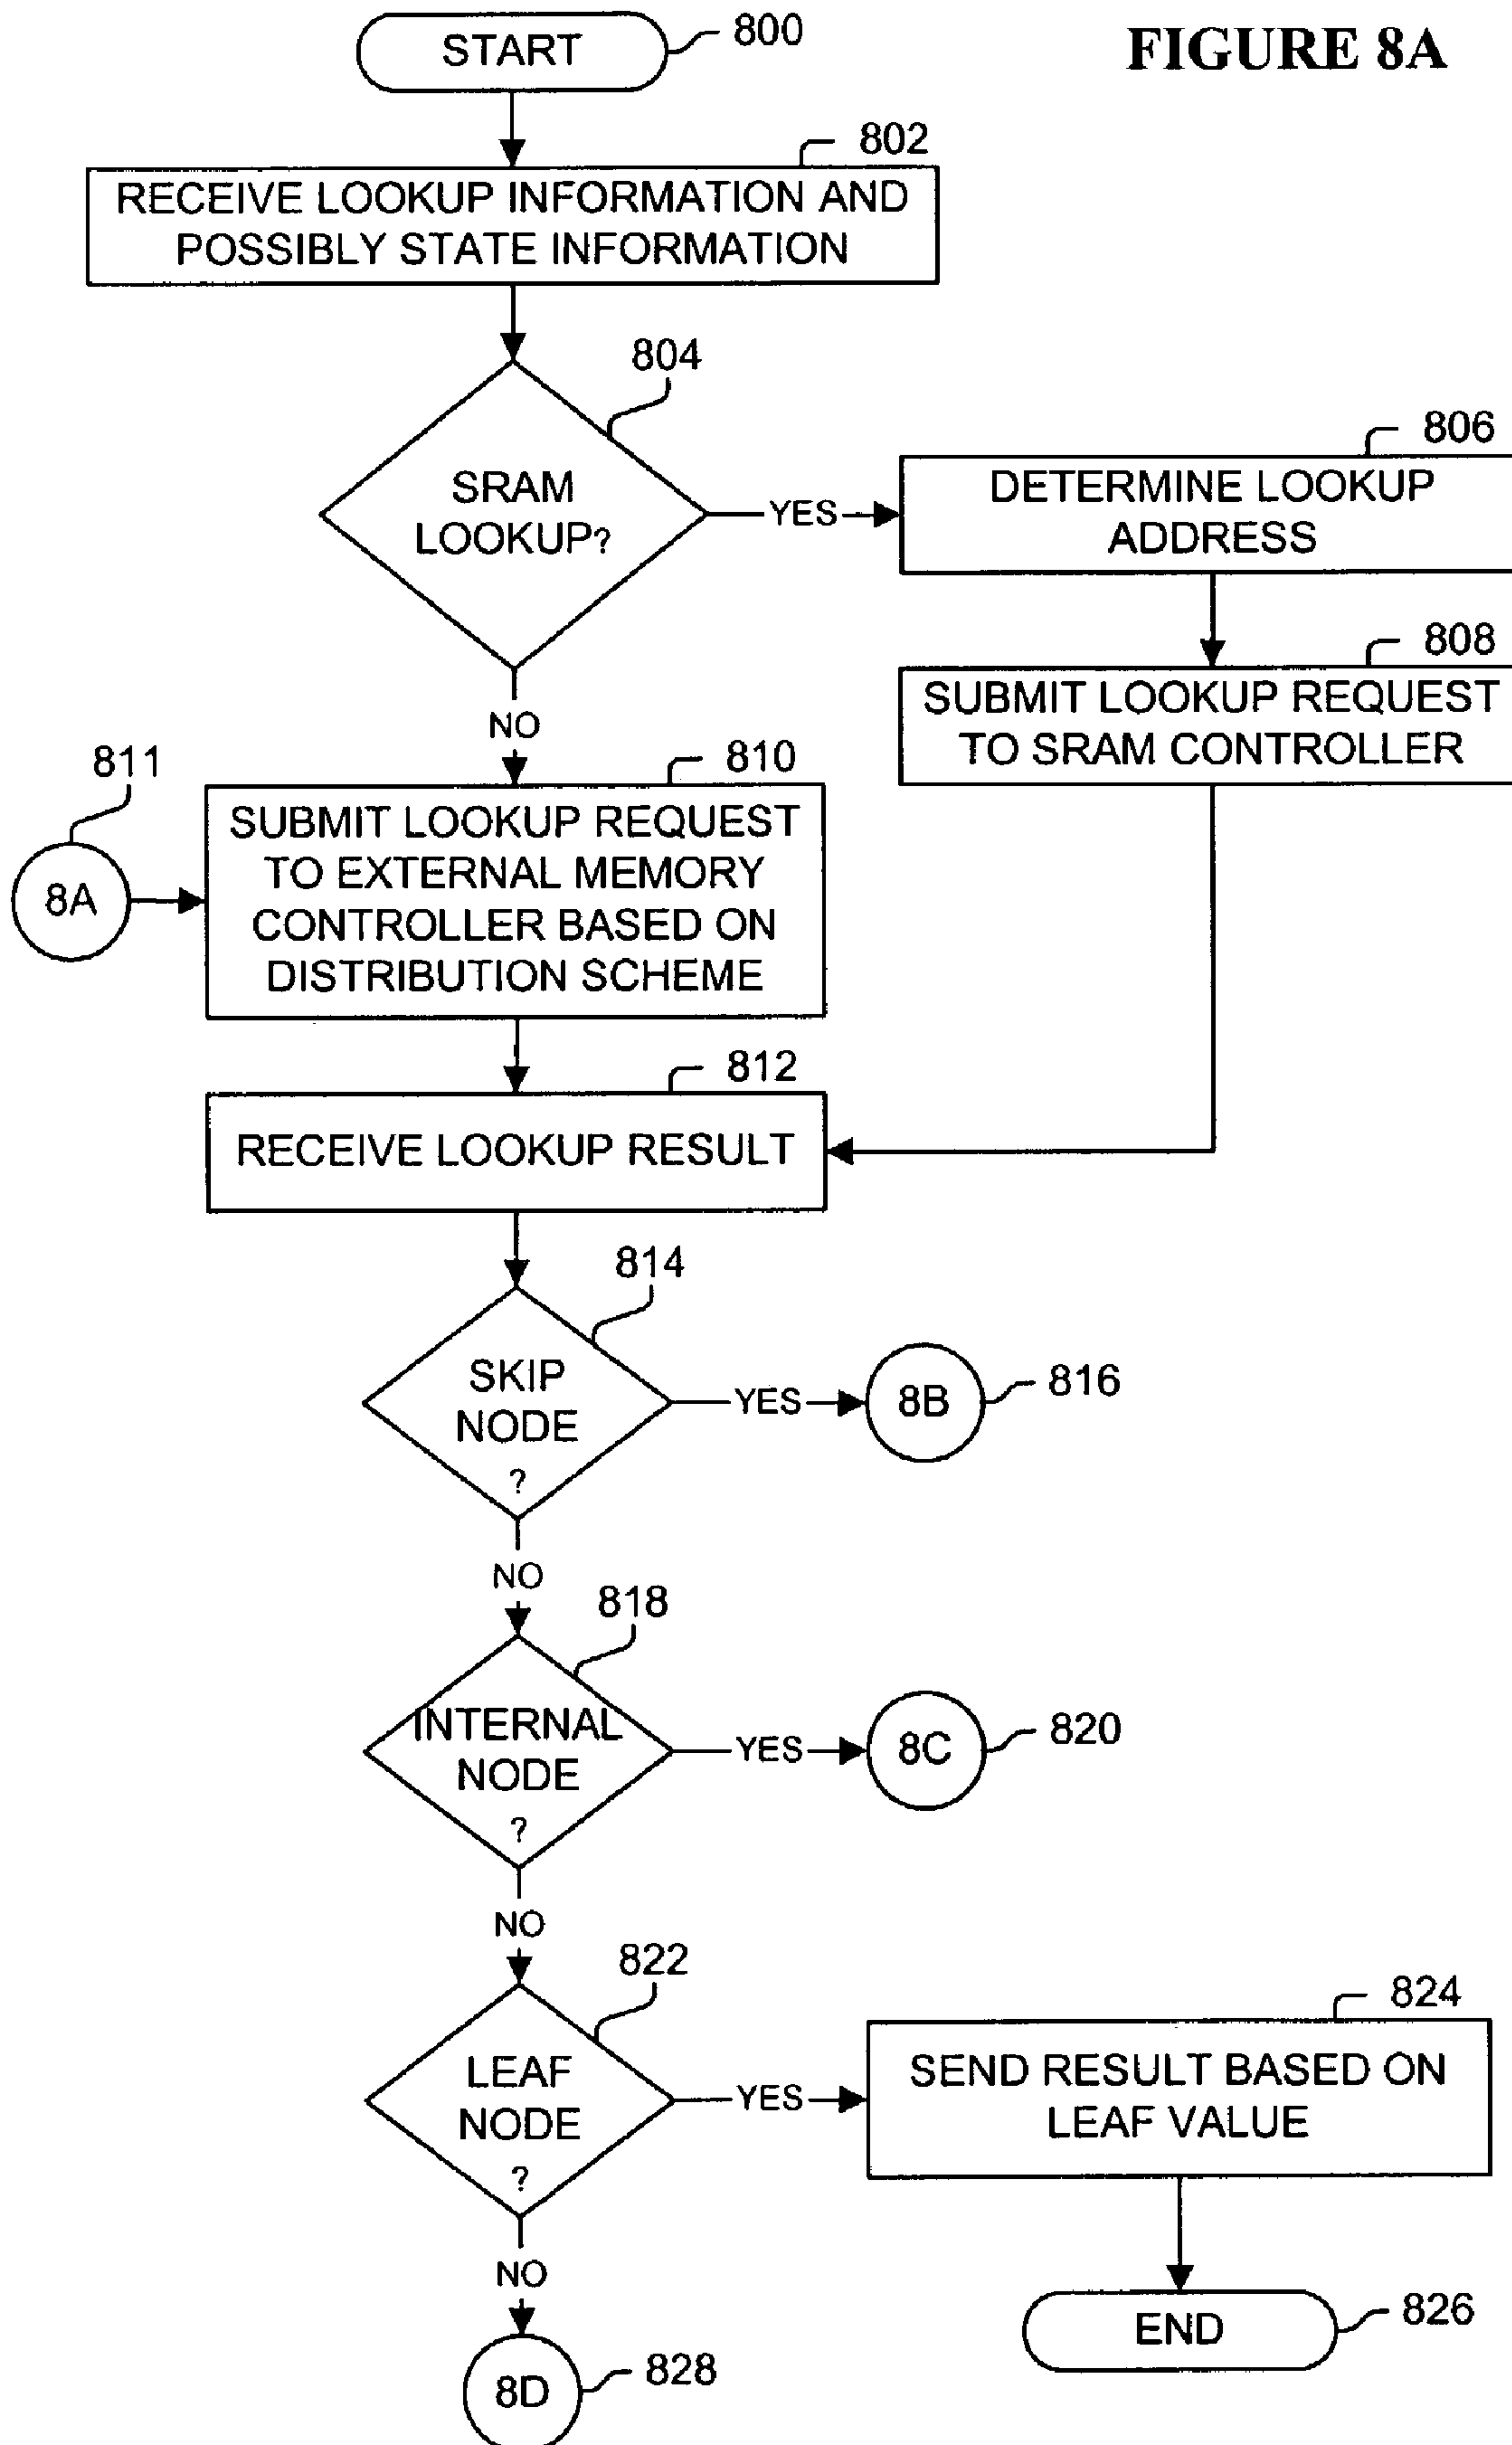 FIGURE 8A
START
800
802
RECEIVE LOOKUP INFORMATION AND
POSSIBLY STATE INFORMATION
804
SRAM
LOOKUP?
YES
806
DETERMINE LOOKUP
ADDRESS
808
SUBMIT LOOKUP REQUEST
TO SRAM CONTROLLER
NO
811
8A
810
SUBMIT LOOKUP REQUEST
TO EXTERNAL MEMORY
CONTROLLER BASED ON
DISTRIBUTION SCHEME
812
RECEIVE LOOKUP RESULT
814
SKIP
NODE
?
YES
8B
816
NO
818
INTERNAL
NODE
?
YES
8C
820
NO
822
LEAF
NODE
?
YES
824
SEND RESULT BASED ON
LEAF VALUE
END
826
NO
8D
828